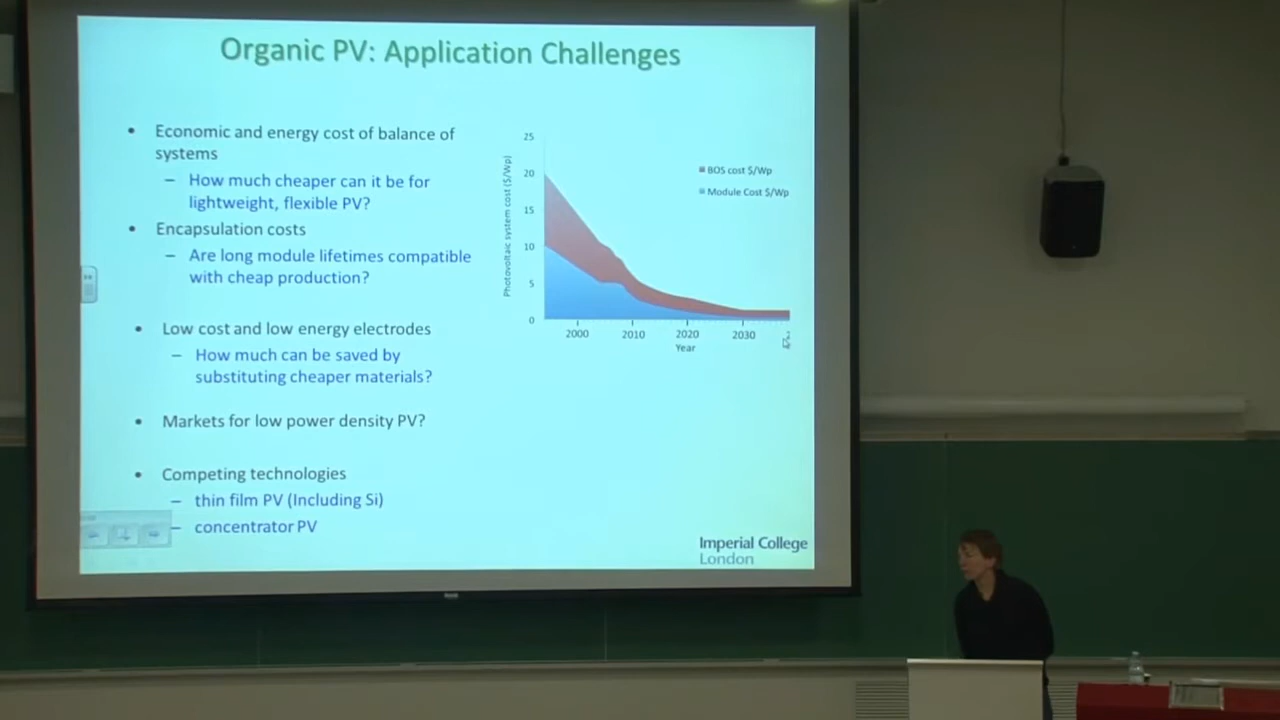 Organic PV: Application Challenges
• Economic and energy cost of balance of
systems
– How much cheaper can it be for
lightweight, flexible PV?
• Encapsulation costs
– Are long module lifetimes compatible
with cheap production?
• Low cost and low energy electrodes
– How much can be saved by
substituting cheaper materials?
• Markets for low power density PV?
• Competing technologies
– thin film PV (Including Si)
– concentrator PV
Photovoltaic system cost ($/Wp)
25
20
15
10
5
0
BOS cost $/Wp
Module Cost $/Wp
2000 2010 2020 2030
Year
Imperial College
London